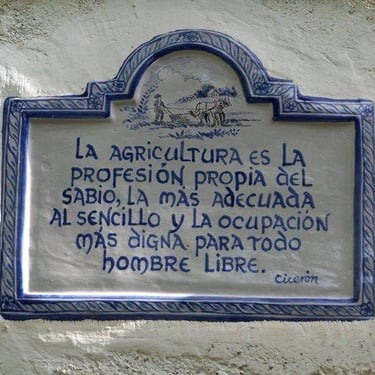 LA AGRICULTURA ES LA
PROFESIÓN PROPIA DEL
SABIO, LA MÁS ADECUADA
AL SENCILLO Y LA OCUPACIÓN
MÁS DIGNA PARA TODO
HOMBRE LIBRE.
Cicerón